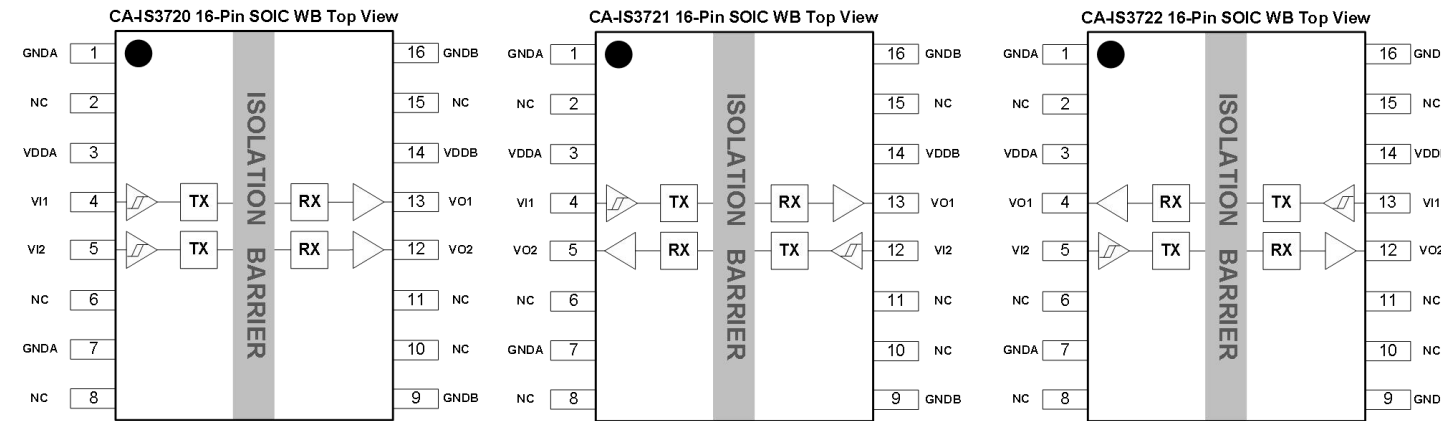 CA-IS3720 16-Pin SOIC WB Top View
GNDA 1 16 GNDB
NC 2 15 NC
VDDA 3 14 VDDB
VI1 4 TX RX 13 VO1
VI2 5 TX RX 12 VO2
NC 6 11 NC
GNDA 7 10 NC
NC 8 9 GNDB
ISOLATION BARRIER
CA-IS3721 16-Pin SOIC WB Top View
GNDA 1 16 GNDB
NC 2 15 NC
VDDA 3 14 VDDB
VI1 4 TX RX 13 VO1
VO2 5 RX TX 12 VI2
NC 6 11 NC
GNDA 7 10 NC
NC 8 9 GNDB
ISOLATION BARRIER
CA-IS3722 16-Pin SOIC WB Top View
GNDA 1 16 GND
NC 2 15 NC
VDDA 3 14 VDD
VO1 4 RX TX 13 VI1
VI2 5 TX RX 12 VO2
NC 6 11 NC
GNDA 7 10 NC
NC 8 9 GND
ISOLATION BARRIER